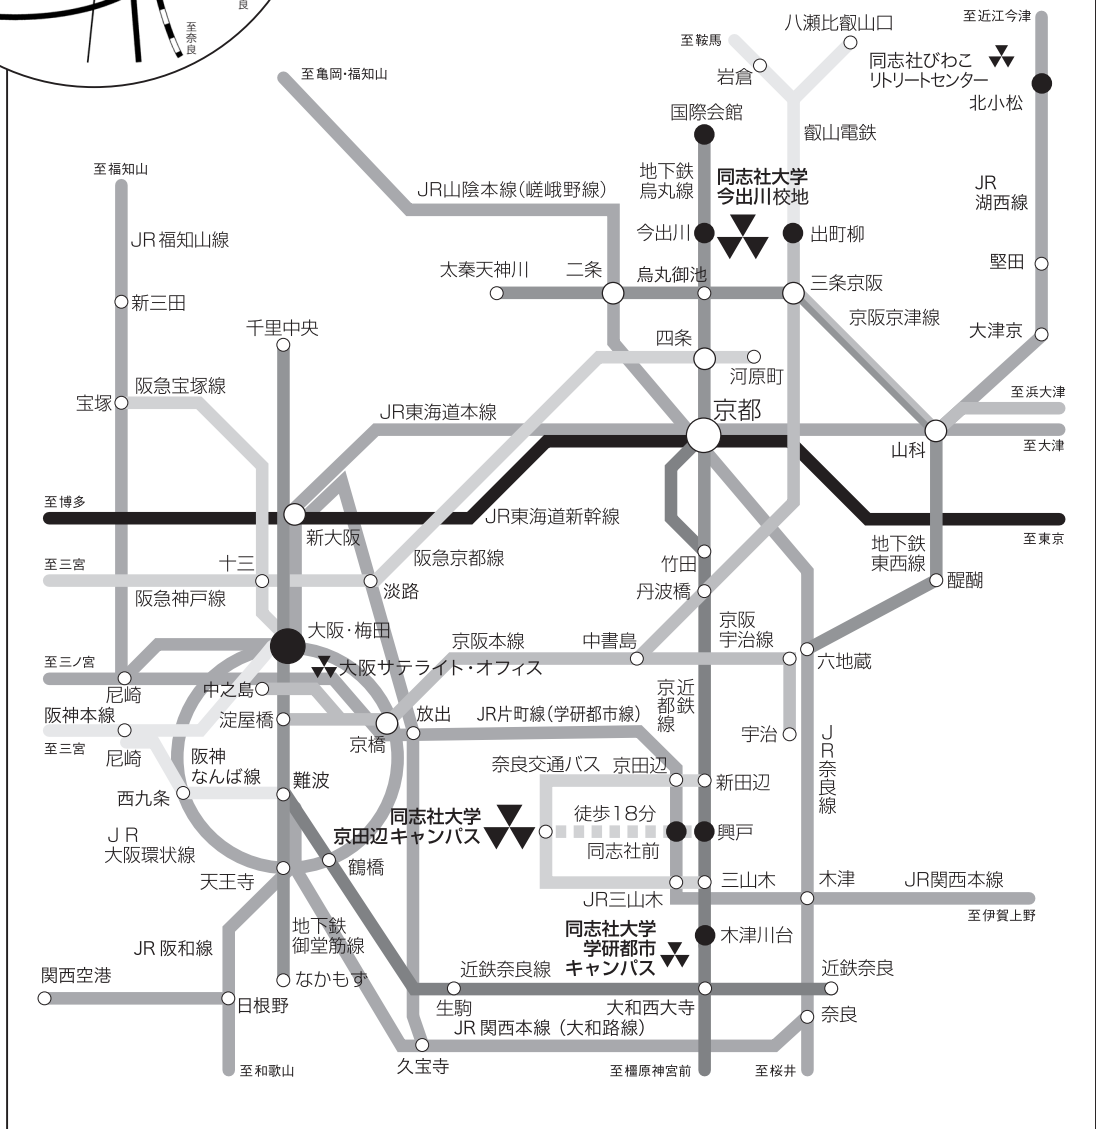 良
至奈良
八瀬比叡山口
至近江今津
至鞍馬
岩倉
同志社びわこ
リトリートセンター
北小松
至亀岡・福知山
国際会館
叡山電鉄
至福知山
地下鉄
烏丸線
同志社大学
今出川校地
JR
湖西線
JR山陰本線(嵯峨野線)
JR福知山線
今出川
出町柳
太秦天神川
二条
烏丸御池
三条京阪
堅田
新三田
京阪京津線
千里中央
四条
大津京
河原町
阪急宝塚線
宝塚
至浜大津
JR東海道本線
京都
山科
至大津
至博多
新大阪
JR東海道新幹線
至東京
地下鉄
東西線
十三
至三宮
阪急神戸線
阪急京都線
淡路
竹田
丹波橋
醍醐
大阪・梅田
京阪本線
中書島
京阪
宇治線
六地蔵
至三ノ宮
大阪サテライト・オフィス
尼崎
中之島
近鉄
京都線
阪神本線
淀屋橋
京橋
放出
JR片町線(学研都市線)
宇治
JR奈良線
至三宮
尼崎
阪神
なんば線
難波
奈良交通バス
京田辺
新田辺
西九条
同志社大学
京田辺キャンパス
徒歩18分
興戸
同志社前
JR
大阪環状線
鶴橋
天王寺
三山木
JR三山木
木津
JR関西本線
至伊賀上野
地下鉄
御堂筋線
同志社大学
学研都市
キャンパス
木津川台
JR阪和線
関西空港
なかもず
近鉄奈良線
近鉄奈良
日根野
生駒
大和西大寺
奈良
JR関西本線(大和路線)
久宝寺
至和歌山
至橿原神宮前
至桜井